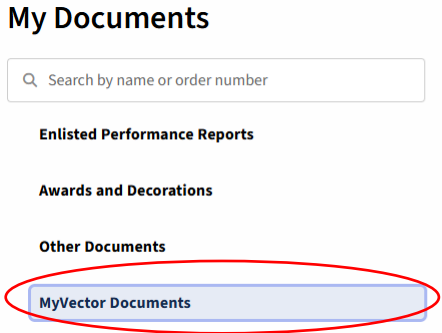 My Documents
Search by name or order number
Enlisted Performance Reports
Awards and Decorations
Other Documents
MyVector Documents